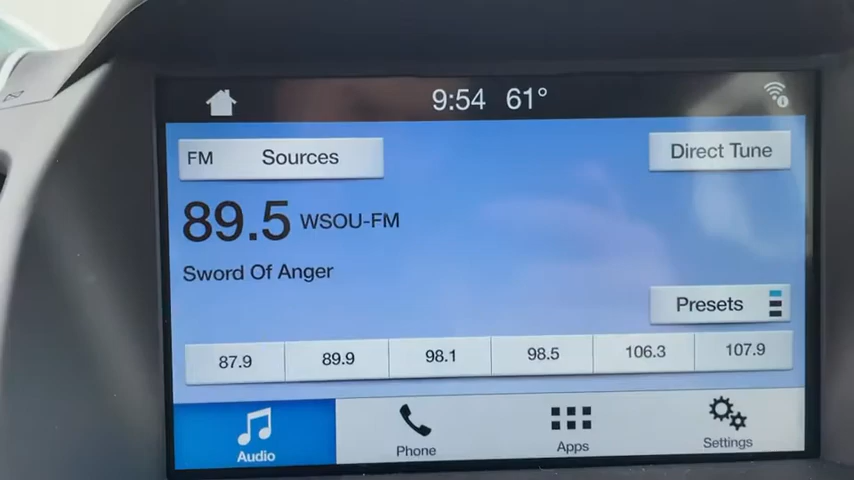 9:54 61°
FM Sources
Direct Tune
89.5 WSOU-FM
Sword Of Anger
Presets
87.9 89.9 98.1 98.5 106.3 107.9
Audio Phone Apps Settings